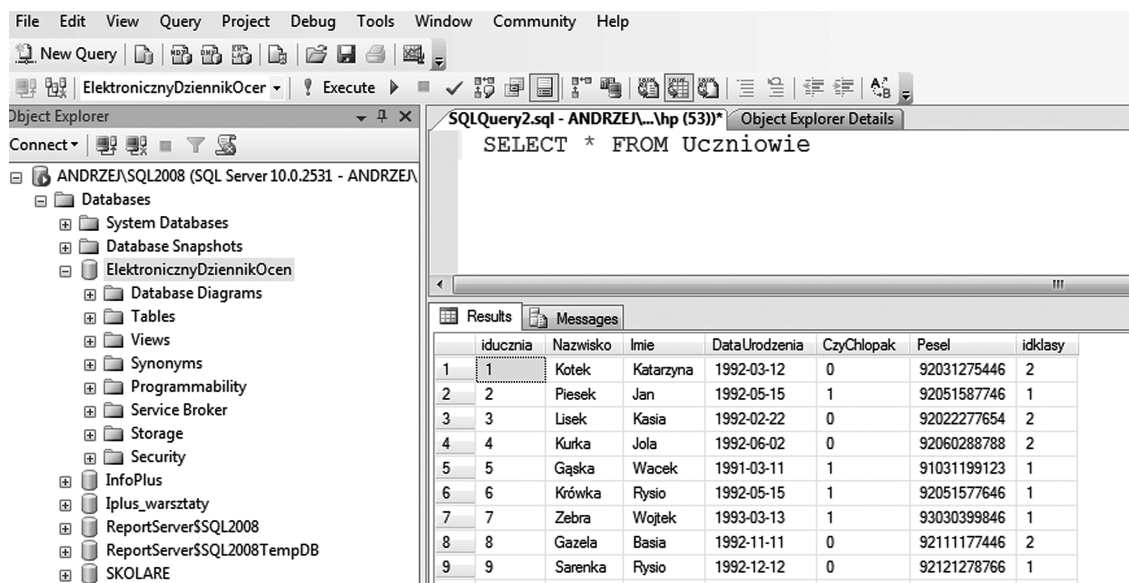 File Edit View Query Project Debug Tools Window Community Help
New Query
ElektronicznyDziennikOcer Execute
Object Explorer
Connect
ANDRZEJ\SQL2008 (SQL Server 10.0.2531 - ANDRZEJ\
Databases
System Databases
Database Snapshots
ElektronicznyDziennikOcen
Database Diagrams
Tables
Views
Synonyms
Programmability
Service Broker
Storage
Security
InfoPlus
Iplus_warsztaty
ReportServer$SQL2008
ReportServer$SQL2008TempDB
SKOLARE
SQLQuery2.sql - ANDRZEJ\...\hp (53))* Object Explorer Details
SELECT * FROM Uczniowie
Results Messages
iducznia Nazwisko Imie DataUrodzenia CzyChlopak Pesel idklasy
1 1 Kotek Katarzyna 1992-03-12 0 92031275446 2
2 2 Piesek Jan 1992-05-15 1 92051587746 1
3 3 Lisek Kasia 1992-02-22 0 92022277654 2
4 4 Kurka Jola 1992-06-02 0 92060288788 2
5 5 Gąska Wacek 1991-03-11 1 91031199123 1
6 6 Krówka Rysio 1992-05-15 1 92051577646 1
7 7 Zebra Wojtek 1993-03-13 1 93030399846 1
8 8 Gazela Basia 1992-11-11 0 92111177446 2
9 9 Sarenka Rysio 1992-12-12 0 92121278766 1